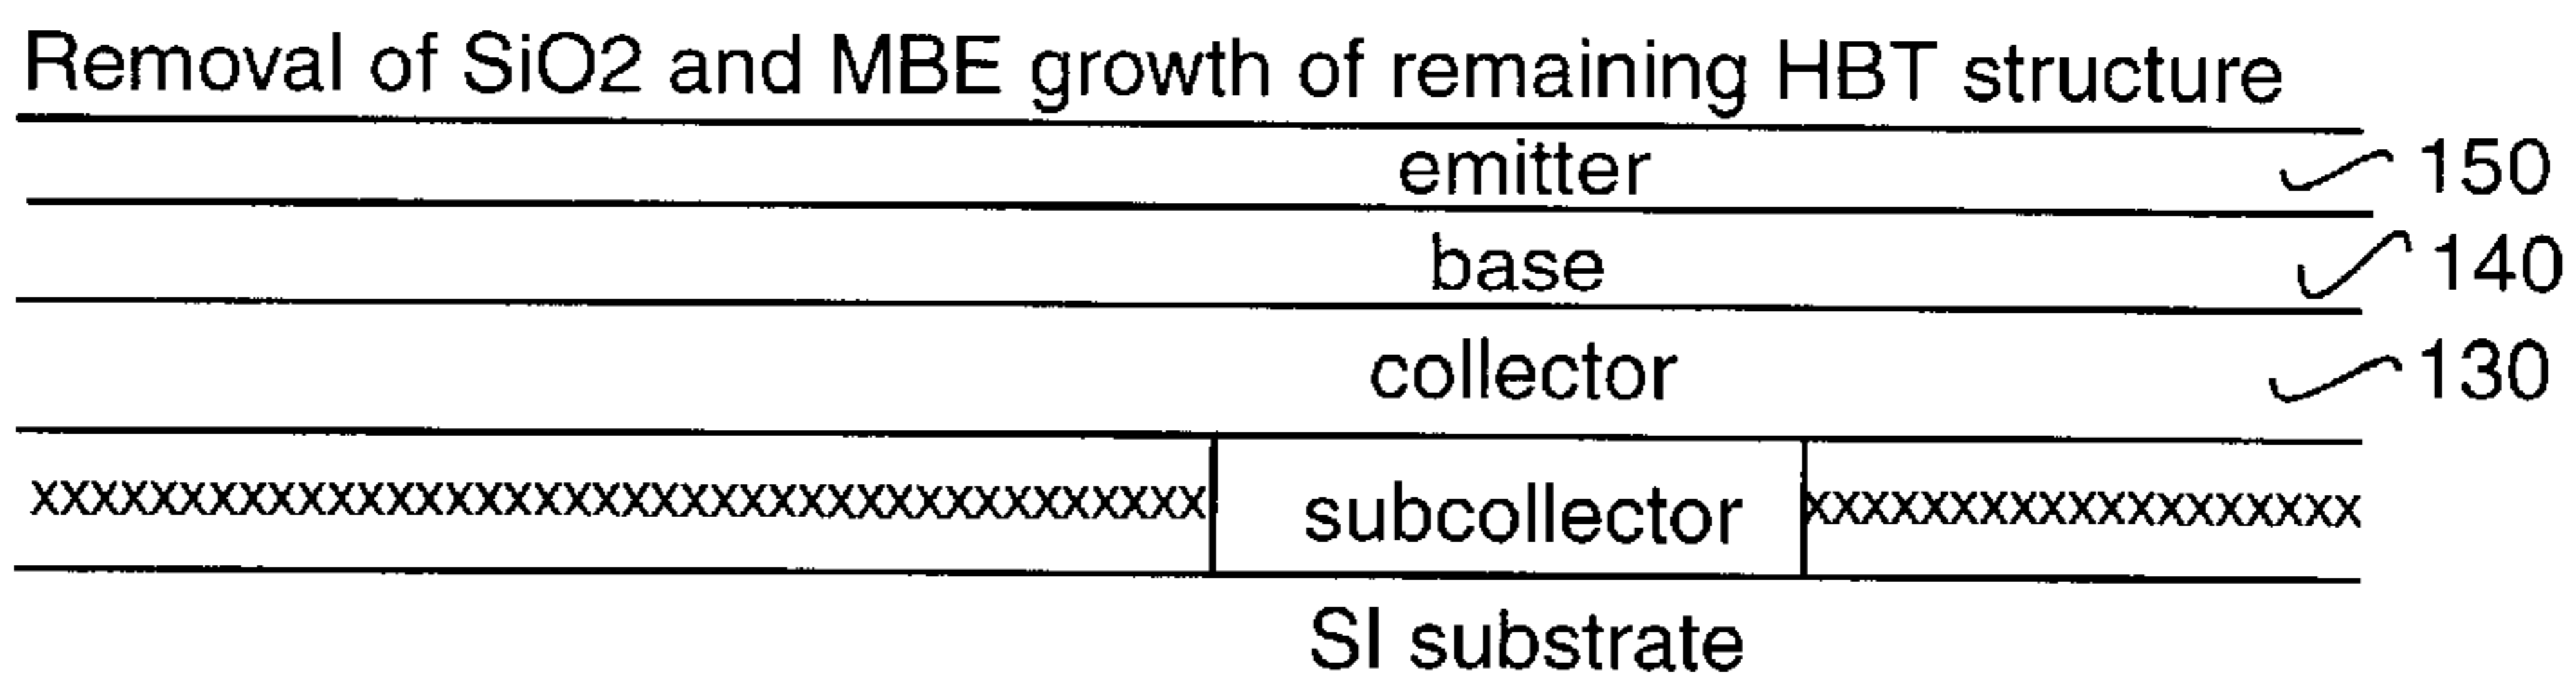 Removal of SiO2 and MBE growth of remaining HBT structure
emitter 150
base 140
collector 130
xxxxxxxxxxxxxxxxxxxxxxxxxxxxxxxxxxxxxxxx subcollector xxxxxxxxxxxxxxxxxxx
SI substrate